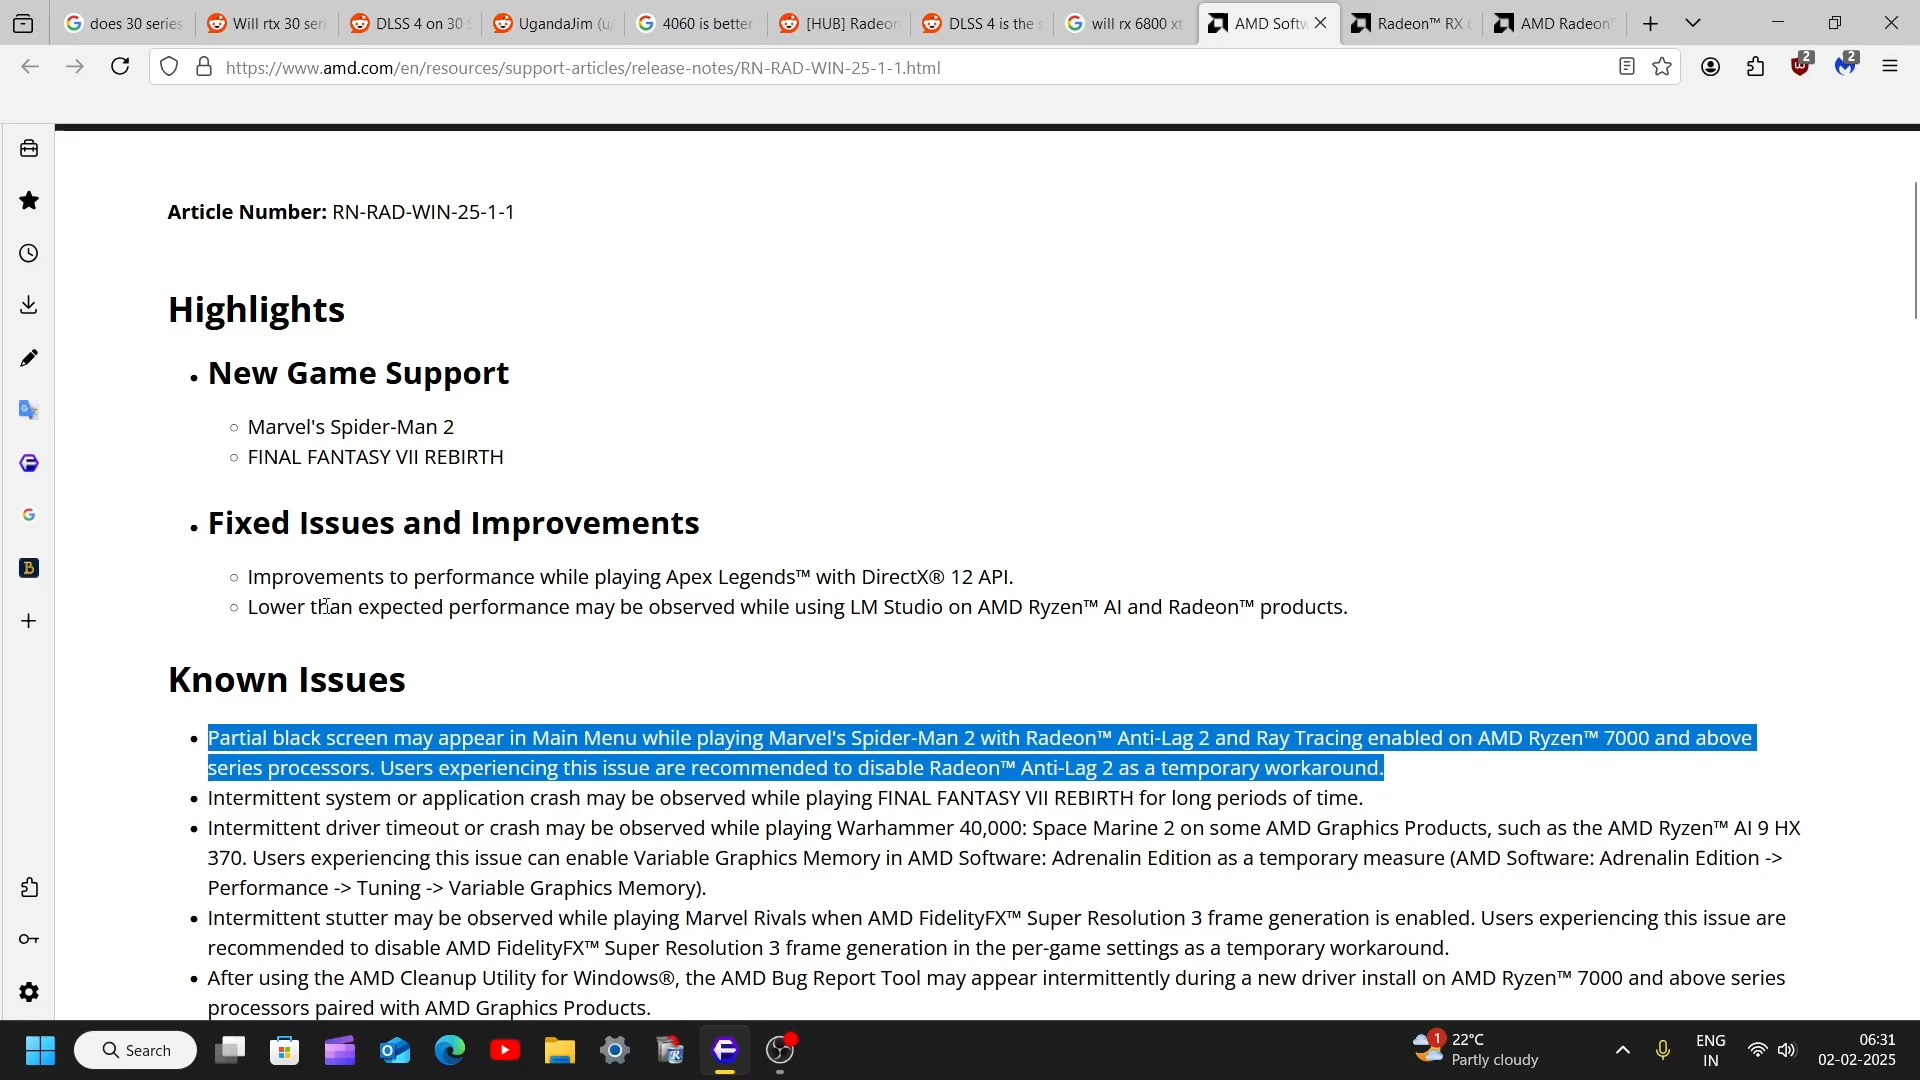 does 30 series
Will rtx 30 seri
DLSS 4 on 30 S
UgandaJim (u/
4060 is better
[HUB] Radeon
DLSS 4 is the s
will rx 6800 xt
AMD Softw
Radeon™ RX 6
AMD Radeon™
https://www.amd.com/en/resources/support-articles/release-notes/RN-RAD-WIN-25-1-1.html
2
2
Article Number: RN-RAD-WIN-25-1-1
Highlights
New Game Support
Marvel's Spider-Man 2
FINAL FANTASY VII REBIRTH
Fixed Issues and Improvements
Improvements to performance while playing Apex Legends™ with DirectX® 12 API.
Lower than expected performance may be observed while using LM Studio on AMD Ryzen™ AI and Radeon™ products.
Known Issues
Partial black screen may appear in Main Menu while playing Marvel's Spider-Man 2 with Radeon™ Anti-Lag 2 and Ray Tracing enabled on AMD Ryzen™ 7000 and above
series processors. Users experiencing this issue are recommended to disable Radeon™ Anti-Lag 2 as a temporary workaround.
Intermittent system or application crash may be observed while playing FINAL FANTASY VII REBIRTH for long periods of time.
Intermittent driver timeout or crash may be observed while playing Warhammer 40,000: Space Marine 2 on some AMD Graphics Products, such as the AMD Ryzen™ AI 9 HX
370. Users experiencing this issue can enable Variable Graphics Memory in AMD Software: Adrenalin Edition as a temporary measure (AMD Software: Adrenalin Edition ->
Performance -> Tuning -> Variable Graphics Memory).
Intermittent stutter may be observed while playing Marvel Rivals when AMD FidelityFX™ Super Resolution 3 frame generation is enabled. Users experiencing this issue are
recommended to disable AMD FidelityFX™ Super Resolution 3 frame generation in the per-game settings as a temporary workaround.
After using the AMD Cleanup Utility for Windows®, the AMD Bug Report Tool may appear intermittently during a new driver install on AMD Ryzen™ 7000 and above series
processors paired with AMD Graphics Products.
Search
1
22°C
Partly cloudy
ENG
IN
06:31
02-02-2025